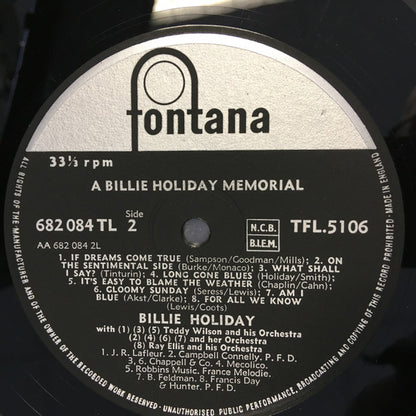 fontana
33⅓ rpm
A BILLIE HOLIDAY MEMORIAL
682 084 TL
Side
2
N.C.B.
B.I.E.M.
TFL.5106
AA 682 084 2L
1. IF DREAMS COME TRUE (Sampson/Goodman/Mills); 2. ON
THE SENTIMENTAL SIDE (Burke/Monaco); 3. WHAT SHALL
I SAY? (Tinturin); 4. LONG GONE BLUES (Holiday/Smith);
5. IT'S EASY TO BLAME THE WEATHER (Chaplin/Cahn);
6. GLOOMY SUNDAY (Seress/Lewis); 7. AM I
BLUE (Akst/Clarke); 8. FOR ALL WE KNOW
(Lewis/Coots)
BILLIE HOLIDAY
with (1) (3) (5) Teddy Wilson and his Orchestra
(2) (4) (6) (7) and her Orchestra
(8) Ray Ellis and his Orchestra
1. J. R. Lafleur. 2. Campbell Connelly. P. F. D.
3, 6. Chappell & Co. 4. Mecolico.
5. Robbins Music. France Melodie.
7. B. Feldman. 8. Francis Day
& Hunter. P. F. D.
ALL RIGHTS OF THE MANUFACTURER AND OF THE OWNER OF THE RECORDED WORK RESERVED - UNAUTHORISED PUBLIC PERFORMANCE, BROADCASTING AND COPYING OF THIS RECORD PROHIBITED - MADE IN ENGLAND